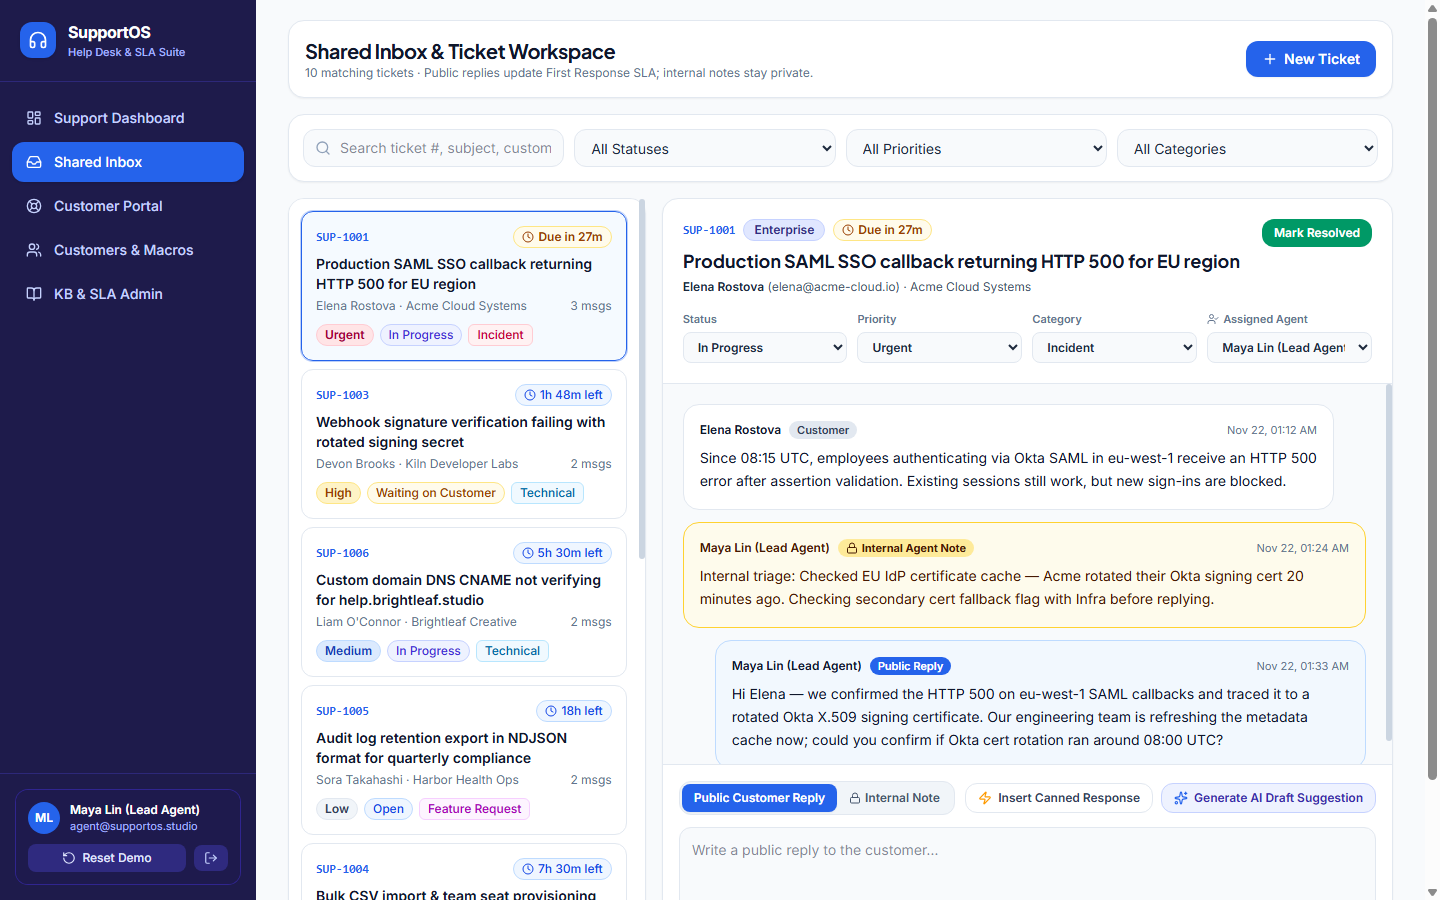 SupportOS
Help Desk & SLA Suite
Support Dashboard
Shared Inbox
Customer Portal
Customers & Macros
KB & SLA Admin
ML
Maya Lin (Lead Agent)
agent@supportos.studio
Reset Demo
Shared Inbox & Ticket Workspace
10 matching tickets · Public replies update First Response SLA; internal notes stay private.
New Ticket
Search ticket #, subject, custom
All Statuses
All Priorities
All Categories
SUP-1001
Due in 27m
Production SAML SSO callback returning
HTTP 500 for EU region
Elena Rostova · Acme Cloud Systems
3 msgs
Urgent
In Progress
Incident
SUP-1003
1h 48m left
Webhook signature verification failing with
rotated signing secret
Devon Brooks · Kiln Developer Labs
2 msgs
High
Waiting on Customer
Technical
SUP-1006
5h 30m left
Custom domain DNS CNAME not verifying
for help.brightleaf.studio
Liam O'Connor · Brightleaf Creative
2 msgs
Medium
In Progress
Technical
SUP-1005
18h left
Audit log retention export in NDJSON
format for quarterly compliance
Sora Takahashi · Harbor Health Ops
2 msgs
Low
Open
Feature Request
SUP-1004
7h 30m left
Bulk CSV import & team seat provisioning
SUP-1001
Enterprise
Due in 27m
Mark Resolved
Production SAML SSO callback returning HTTP 500 for EU region
Elena Rostova (elena@acme-cloud.io) · Acme Cloud Systems
Status
Priority
Category
Assigned Agent
In Progress
Urgent
Incident
Maya Lin (Lead Agent
Elena Rostova
Customer
Nov 22, 01:12 AM
Since 08:15 UTC, employees authenticating via Okta SAML in eu-west-1 receive an HTTP 500
error after assertion validation. Existing sessions still work, but new sign-ins are blocked.
Maya Lin (Lead Agent)
Internal Agent Note
Nov 22, 01:24 AM
Internal triage: Checked EU IdP certificate cache — Acme rotated their Okta signing cert 20
minutes ago. Checking secondary cert fallback flag with Infra before replying.
Maya Lin (Lead Agent)
Public Reply
Nov 22, 01:33 AM
Hi Elena — we confirmed the HTTP 500 on eu-west-1 SAML callbacks and traced it to a
rotated Okta X.509 signing certificate. Our engineering team is refreshing the metadata
cache now; could you confirm if Okta cert rotation ran around 08:00 UTC?
Public Customer Reply
Internal Note
Insert Canned Response
Generate AI Draft Suggestion
Write a public reply to the customer...